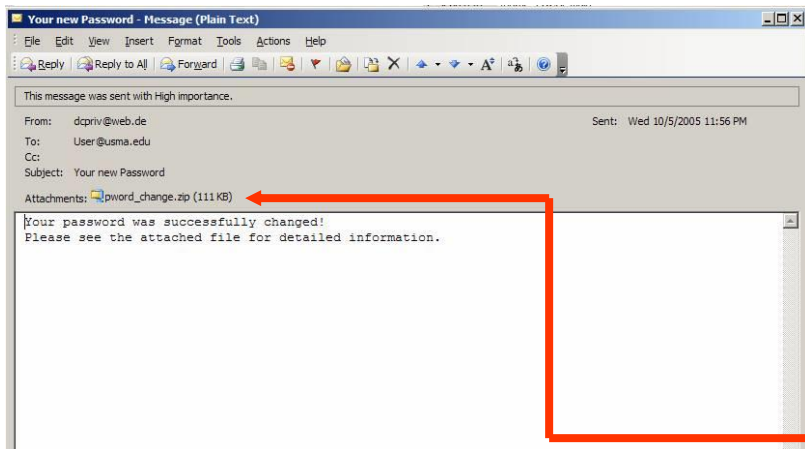 Your new Password - Message (Plain Text)
File Edit View Insert Format Tools Actions Help
Reply Reply to All Forward
This message was sent with High importance.
From: dcpriv@web.de Sent: Wed 10/5/2005 11:56 PM
To: User@usma.edu
Cc:
Subject: Your new Password
Attachments: pword_change.zip (111 KB)
Your password was successfully changed!
Please see the attached file for detailed information.